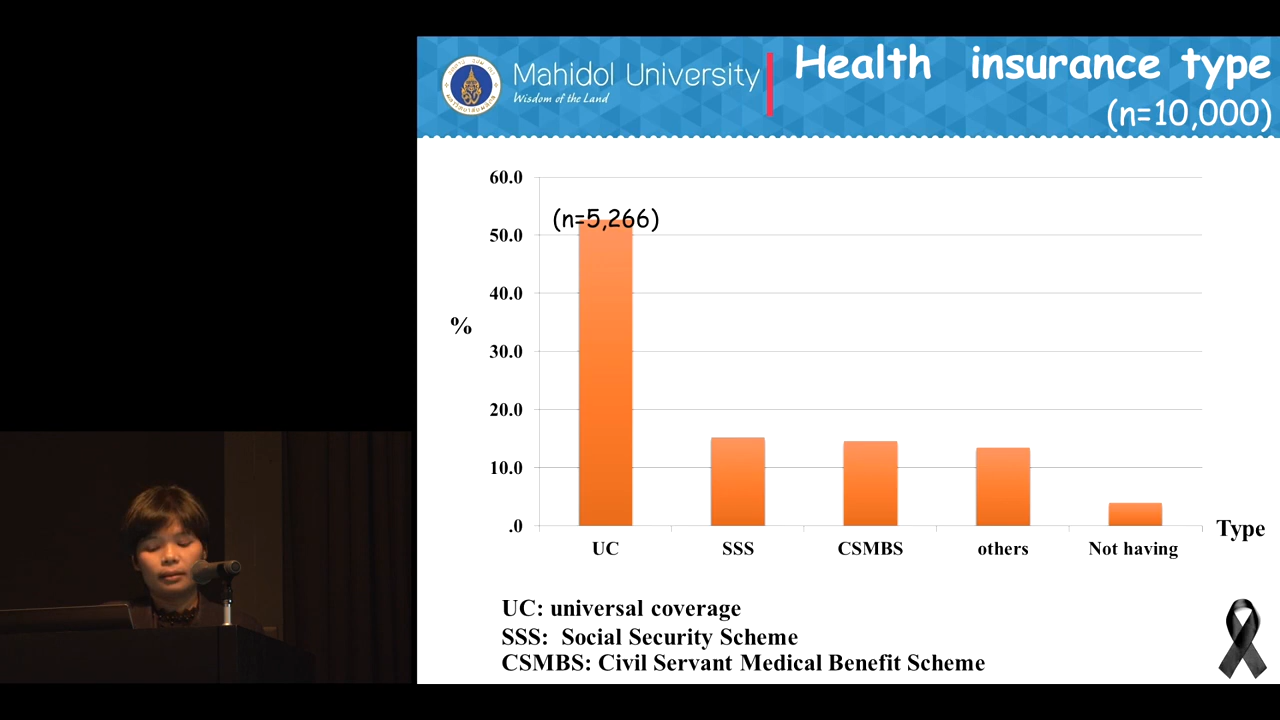 Mahidol University
Wisdom of the Land
Health insurance type
(n=10,000)
60.0
50.0
40.0
30.0
20.0
10.0
.0
%
(n=5,266)
UC
SSS
CSMBS
others
Not having
Type
UC: universal coverage
SSS: Social Security Scheme
CSMBS: Civil Servant Medical Benefit Scheme